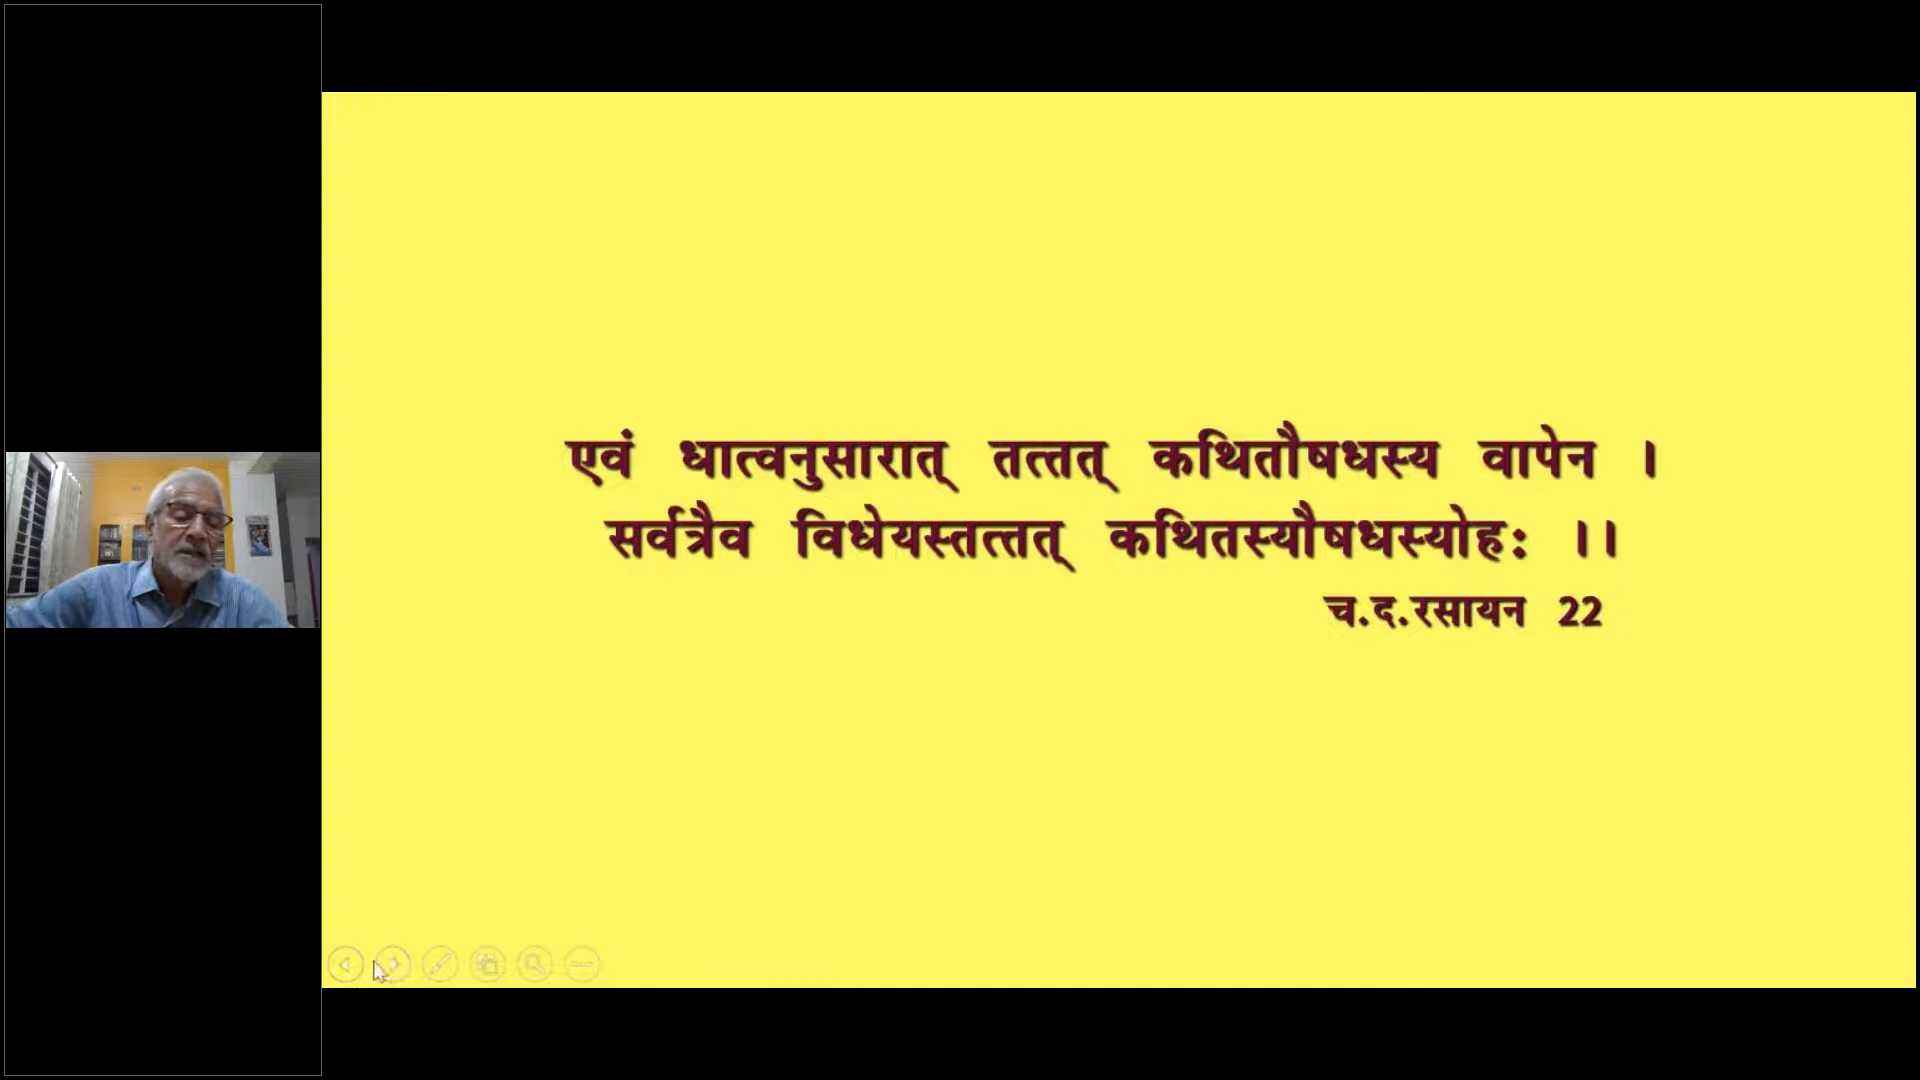 एवं धात्वनुसारात् तत्तत् कथितौषधस्य वापेन ।
सर्वत्रैव विधेयस्तत्तत् कथितस्यौषधस्योहः ।।
च.द.रसायन 22